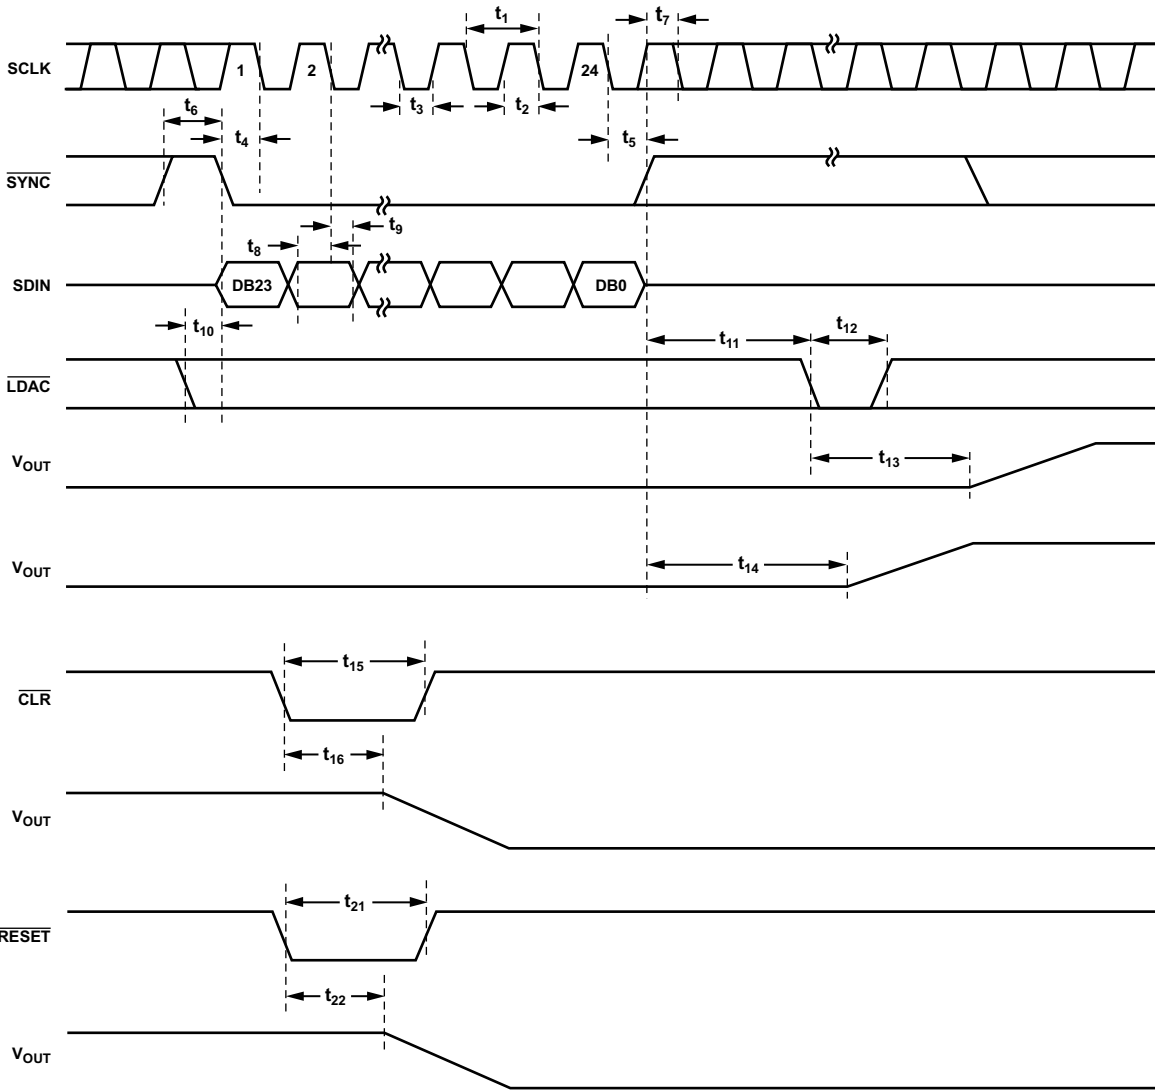 t₁
t₇
SCLK
1
2
24
t₃
t₂
t₆
t₄
t₅
SYNC
t₉
t₈
SDIN
DB23
DB0
t₁₀
t₁₁
t₁₂
LDAC
VOUT
t₁₃
VOUT
t₁₄
t₁₅
CLR
t₁₆
VOUT
t₂₁
RESET
t₂₂
VOUT